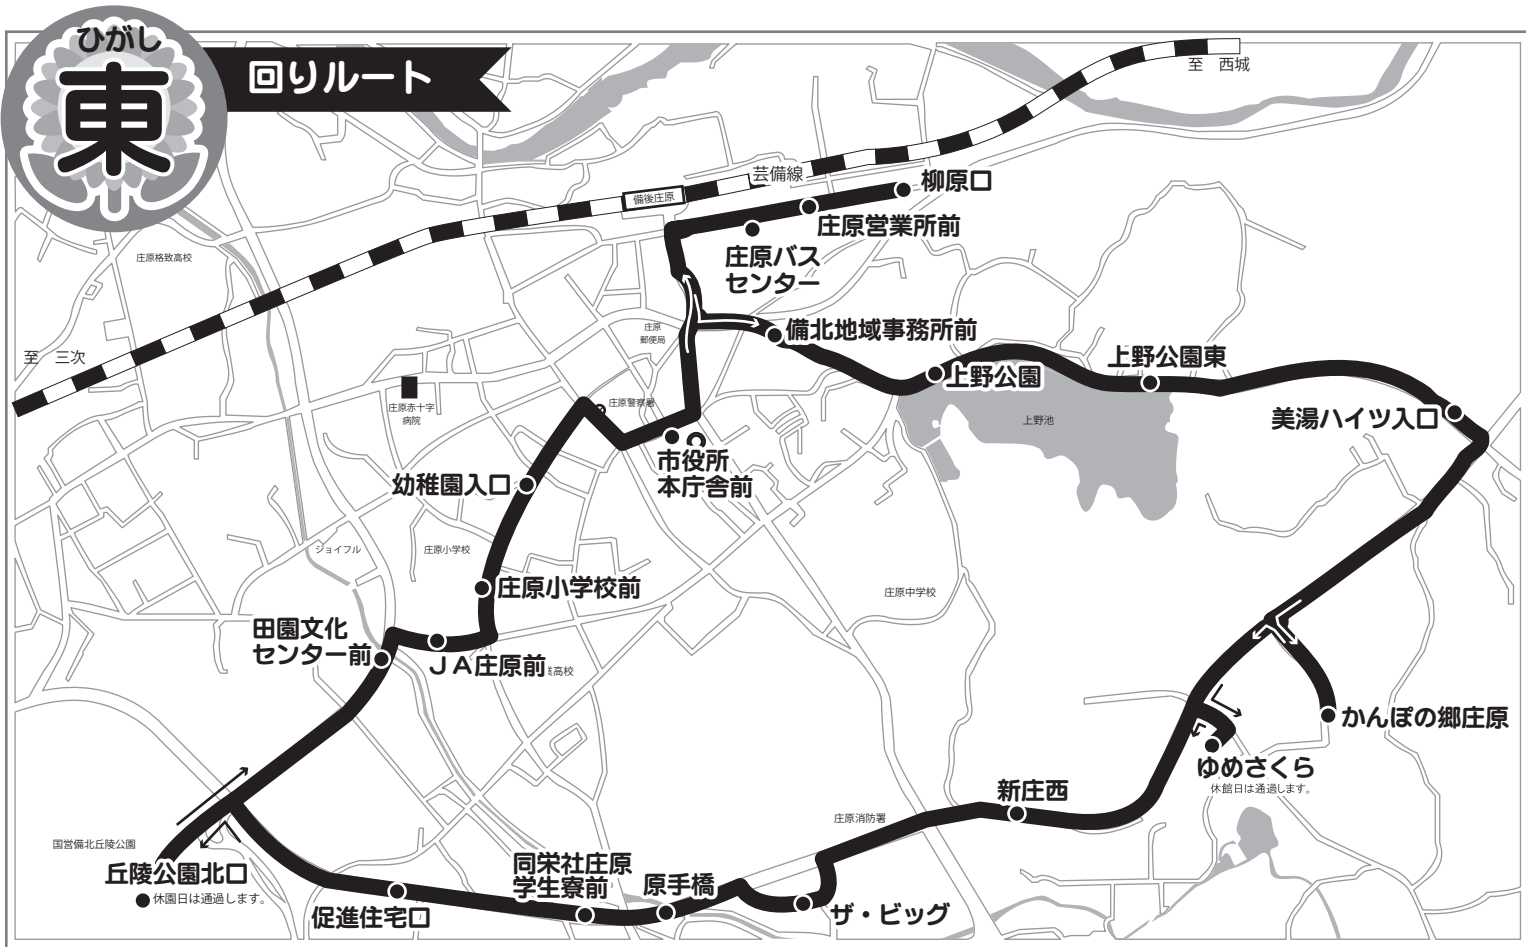 ひがし
東
回りルート
至 西城
芸備線
備後庄原
柳原口
庄原営業所前
庄原バス
センター
庄原格致高校
至 三次
庄原
郵便局
備北地域事務所前
上野公園
上野公園東
美湯ハイツ入口
上野池
庄原赤十字
病院
庄原警察署
市役所
本庁舎前
幼稚園入口
ジョイフル
庄原小学校
庄原小学校前
庄原中学校
田園文化
センター前
JA庄原前
業高校
かんぽの郷庄原
ゆめさくら
休館日は通過します。
新庄西
庄原消防署
国営備北丘陵公園
丘陵公園北口
休園日は通過します。
促進住宅口
同栄社庄原
学生寮前
原手橋
ザ・ビッグ